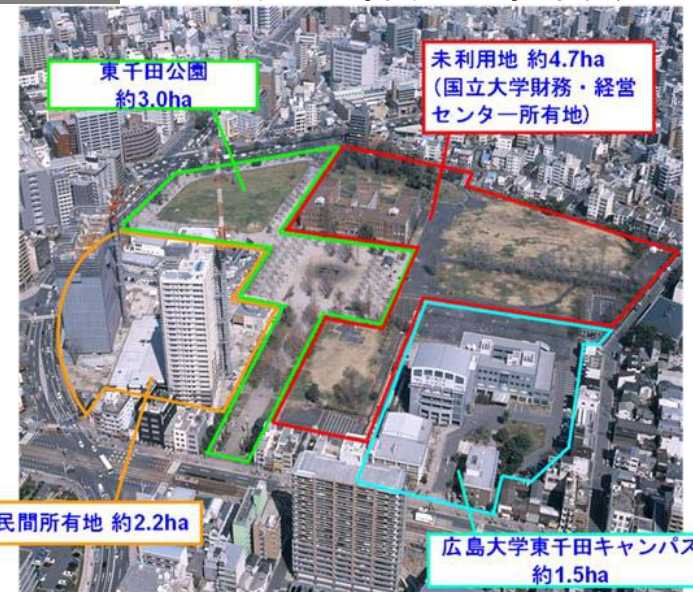 東千田公園
約3.0ha
未利用地 約4.7ha
(国立大学財務・経営
センター所有地)
民間所有地 約2.2ha
広島大学東千田キャンパス
約1.5ha